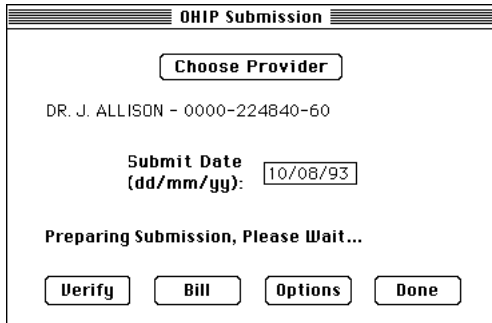 OHIP Submission
Choose Provider
DR. J. ALLISON - 0000-224840-60
Submit Date
(dd/mm/yy): 10/08/93
Preparing Submission, Please Wait...
Verify Bill Options Done